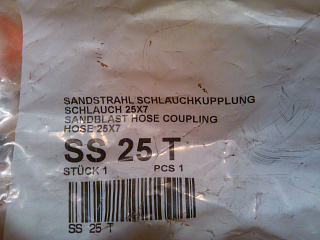 SANDSTRAHL.SCHLAUCHKUPPLUNG
SCHLAUCH 25X7
SANDBLAST HOSE COUPLING
HOSE 25X7
SS 25 T
STÜCK 1 PCS 1
SS 25 T